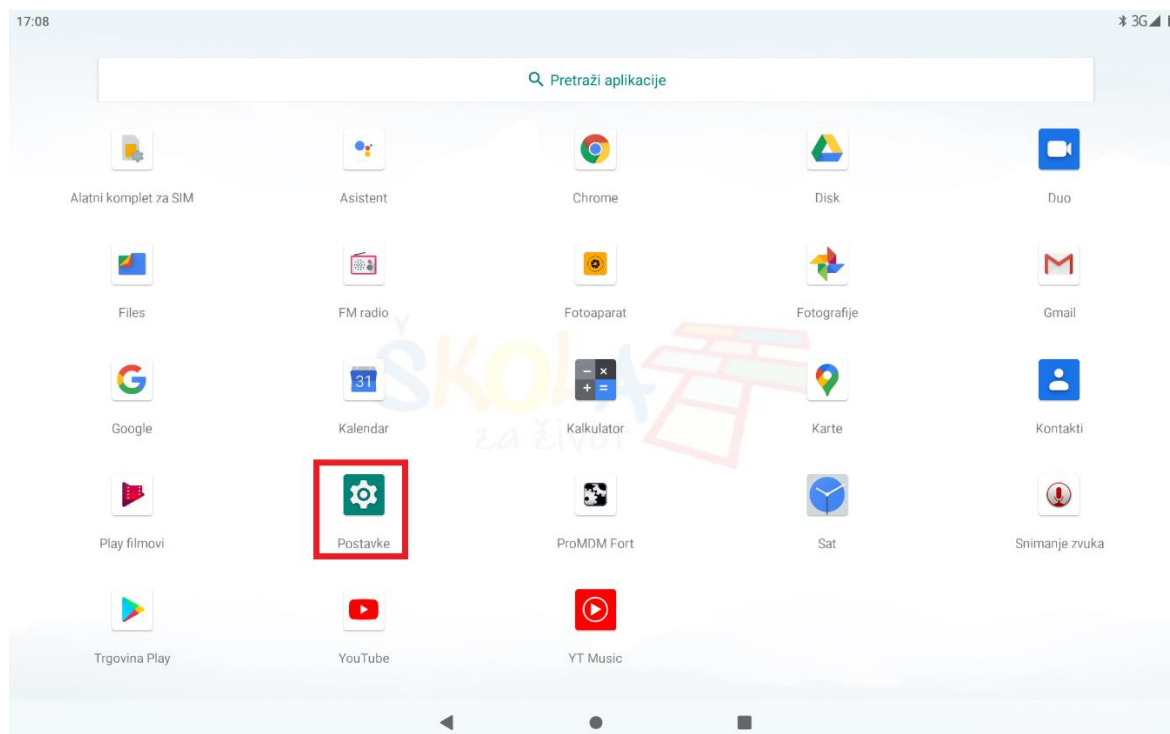 17:08
3G
Pretraži aplikacije
Alatni komplet za SIM
Asistent
Chrome
Disk
Duo
Files
FM radio
Fotoaparat
Fotografije
Gmail
Google
31
Kalendar
Kalkulator
Karte
Kontakti
ŠKOLA
za život
Play filmovi
Postavke
ProMDM Fort
Sat
Snimanje zvuka
Trgovina Play
YouTube
YT Music